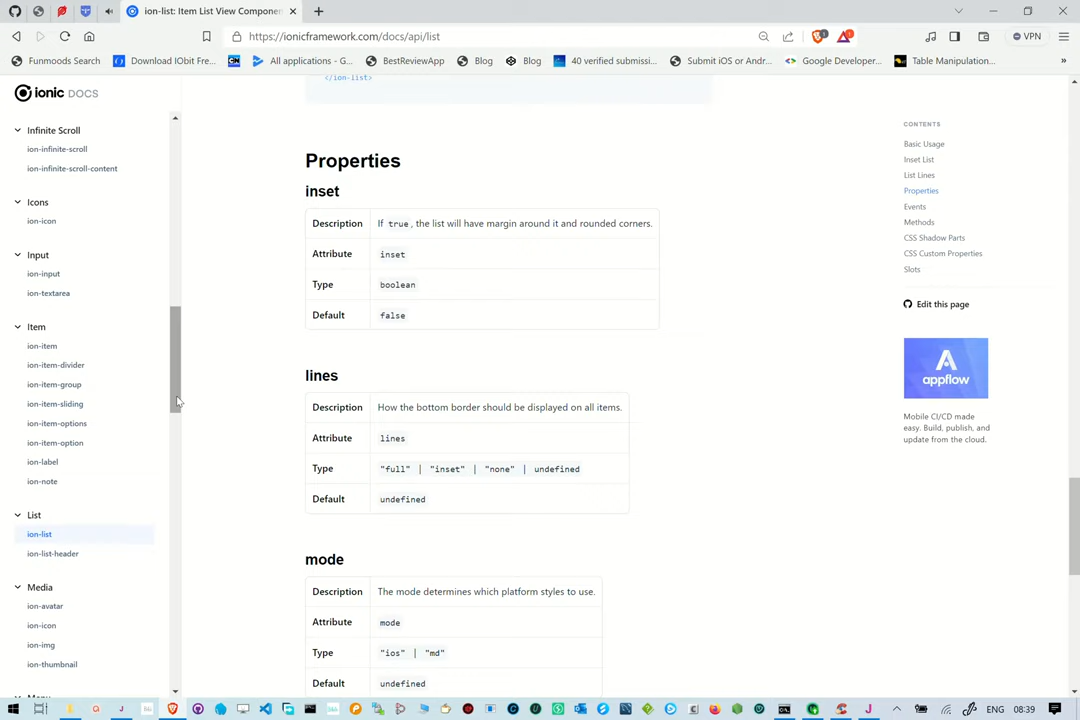 ion-list: Item List View Componen
https://ionicframework.com/docs/api/list
VPN
Funmoods Search
Download IObit Fre...
All applications - G...
BestReviewApp
Blog
Blog
40 verified submissi...
Submit iOS or Andr...
Google Developer...
Table Manipulation...
»
</ion-list>
ionic DOCS
Infinite Scroll
ion-infinite-scroll
ion-infinite-scroll-content
Icons
ion-icon
Input
ion-input
ion-textarea
Item
ion-item
ion-item-divider
ion-item-group
ion-item-sliding
ion-item-options
ion-item-option
ion-label
ion-note
List
ion-list
ion-list-header
Media
ion-avatar
ion-icon
ion-img
ion-thumbnail
Menu
Properties
inset
Description If true, the list will have margin around it and rounded corners.
Attribute inset
Type boolean
Default false
lines
Description How the bottom border should be displayed on all items.
Attribute lines
Type "full" | "inset" | "none" | undefined
Default undefined
mode
Description The mode determines which platform styles to use.
Attribute mode
Type "ios" | "md"
Default undefined
CONTENTS
Basic Usage
Inset List
List Lines
Properties
Events
Methods
CSS Shadow Parts
CSS Custom Properties
Slots
Edit this page
appflow
Mobile CI/CD made
easy. Build, publish, and
update from the cloud.
ENG 08:39